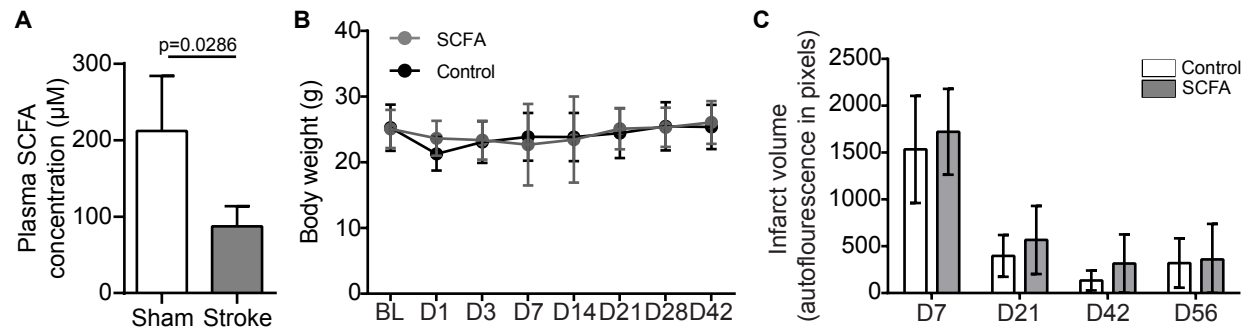 A
Plasma SCFA
concentration (µM)
300
200
100
0
p=0.0286
Sham Stroke
B
Body weight (g)
40
30
20
10
0
SCFA
Control
BL D1 D3 D7 D14 D21 D28 D42
C
Infarct volume
(autoflourescence in pixels)
2500
2000
1500
1000
500
0
Control
SCFA
D7 D21 D42 D56